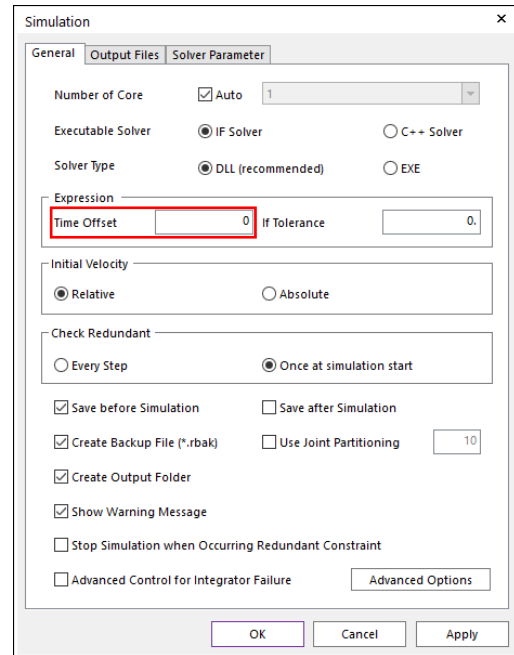 Simulation
General Output Files Solver Parameter
Number of Core Auto 1
Executable Solver IF Solver C++ Solver
Solver Type DLL (recommended) EXE
Expression
Time Offset 0 If Tolerance 0.
Initial Velocity
Relative Absolute
Check Redundant
Every Step Once at simulation start
Save before Simulation Save after Simulation
Create Backup File (*.rbak) Use Joint Partitioning 10
Create Output Folder
Show Warning Message
Stop Simulation when Occurring Redundant Constraint
Advanced Control for Integrator Failure Advanced Options
OK Cancel Apply